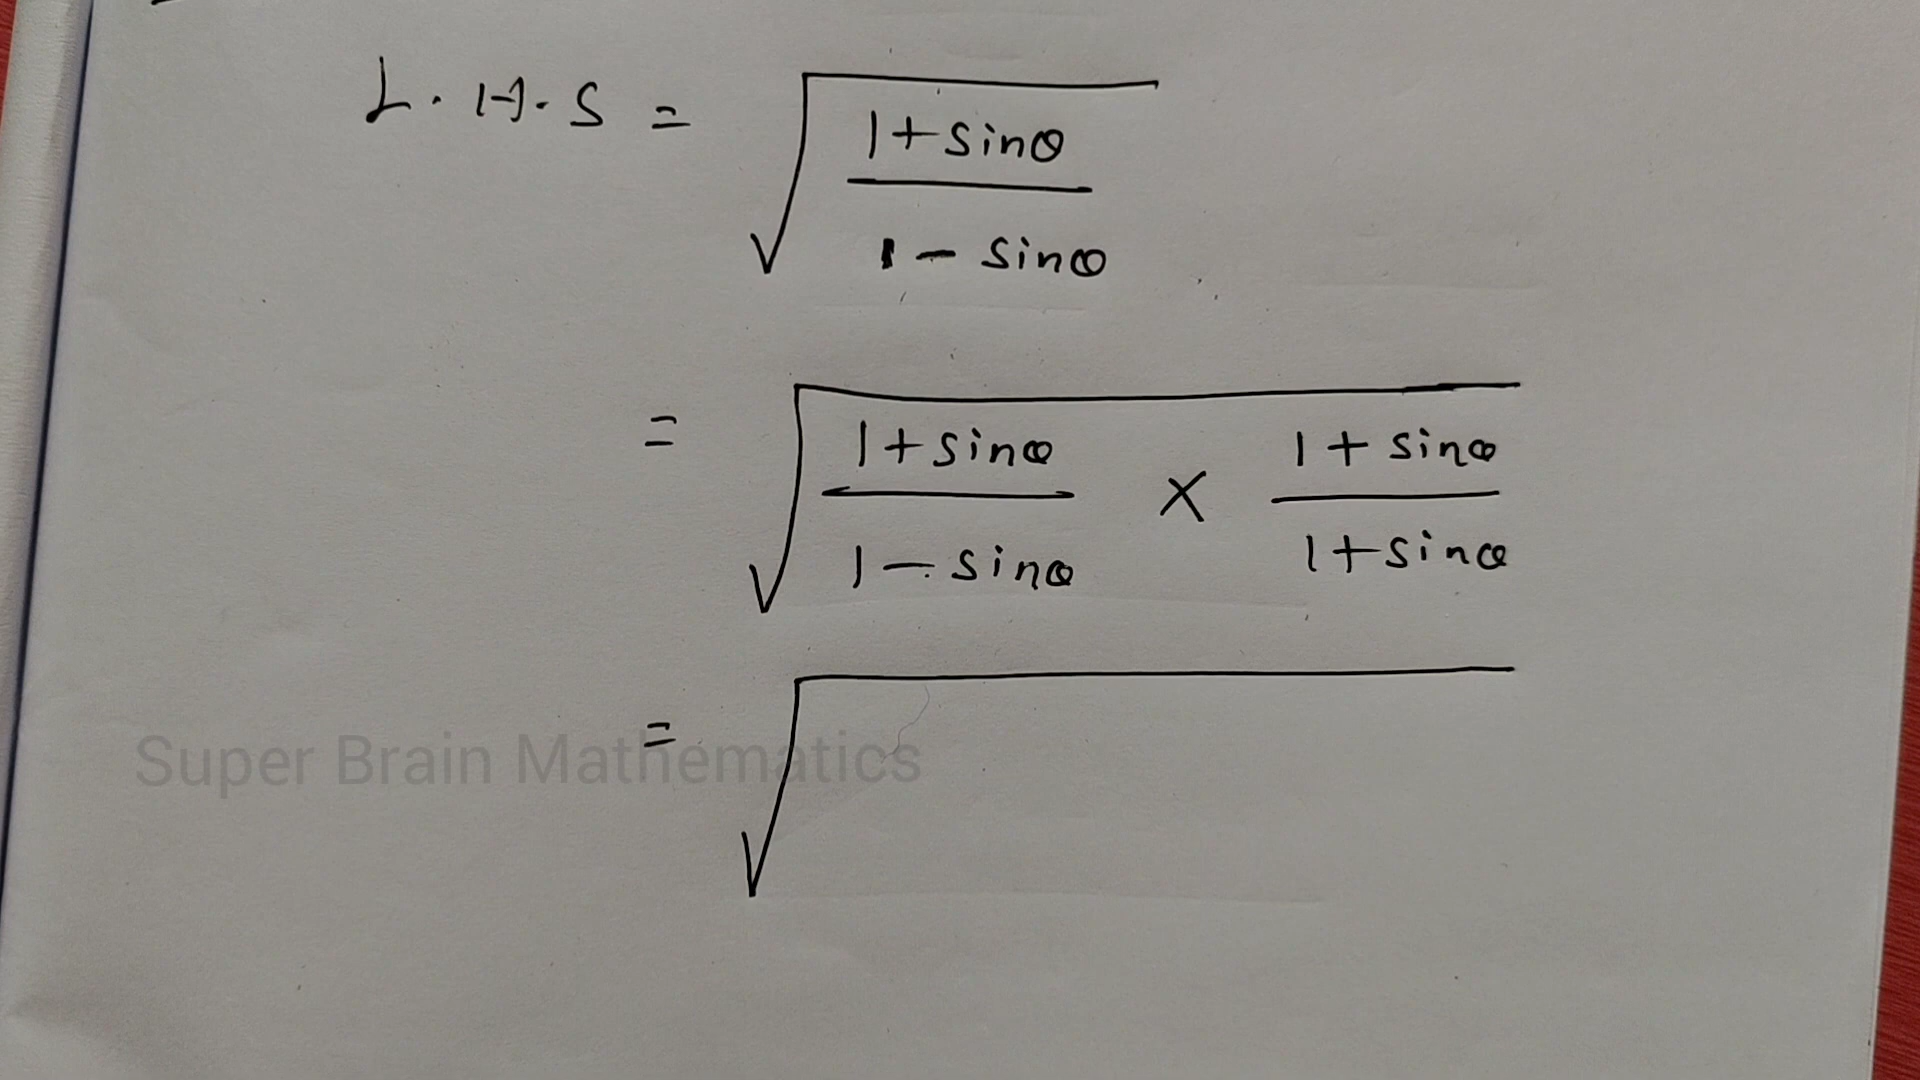 L.H.S = √((1+sinθ)/(1-sinθ))
= √((1+sinθ)/(1-sinθ) × (1+sinθ)/(1+sinθ))
= √
Super Brain Mathematics